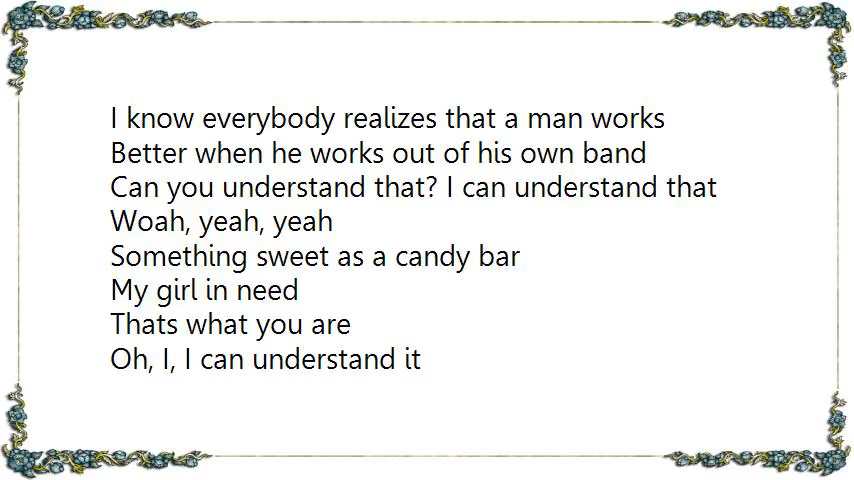 I know everybody realizes that a man works
Better when he works out of his own band
Can you understand that? I can understand that
Woah, yeah, yeah
Something sweet as a candy bar
My girl in need
Thats what you are
Oh, I, I can understand it